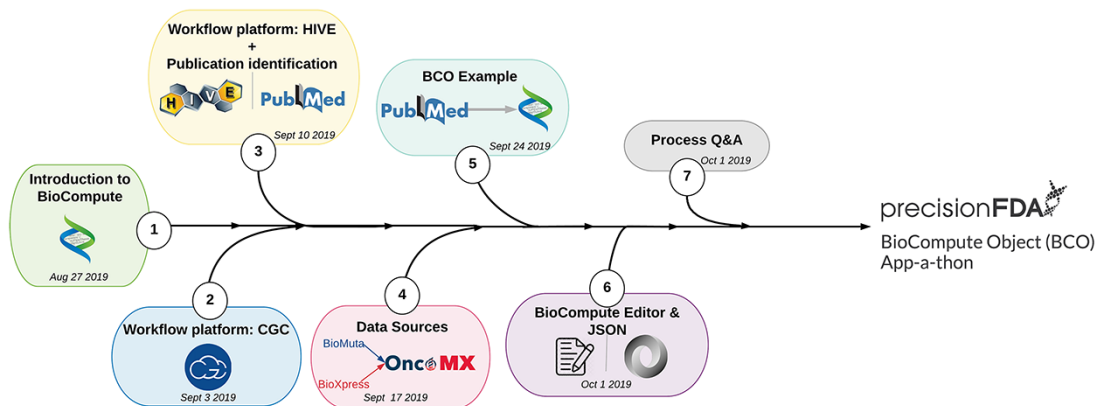 1
Introduction to
BioCompute
Aug 27 2019
2
Workflow platform: CGC
Sept 3 2019
3
Workflow platform: HIVE
+
Publication identification
HIVE
PubMed
Sept 10 2019
4
Data Sources
BioMuta
BioXpress
OncoMX
Sept 17 2019
5
BCO Example
PubMed
Sept 24 2019
6
BioCompute Editor &
JSON
Oct 1 2019
7
Process Q&A
Oct 1 2019
precisionFDA
BioCompute Object (BCO)
App-a-thon